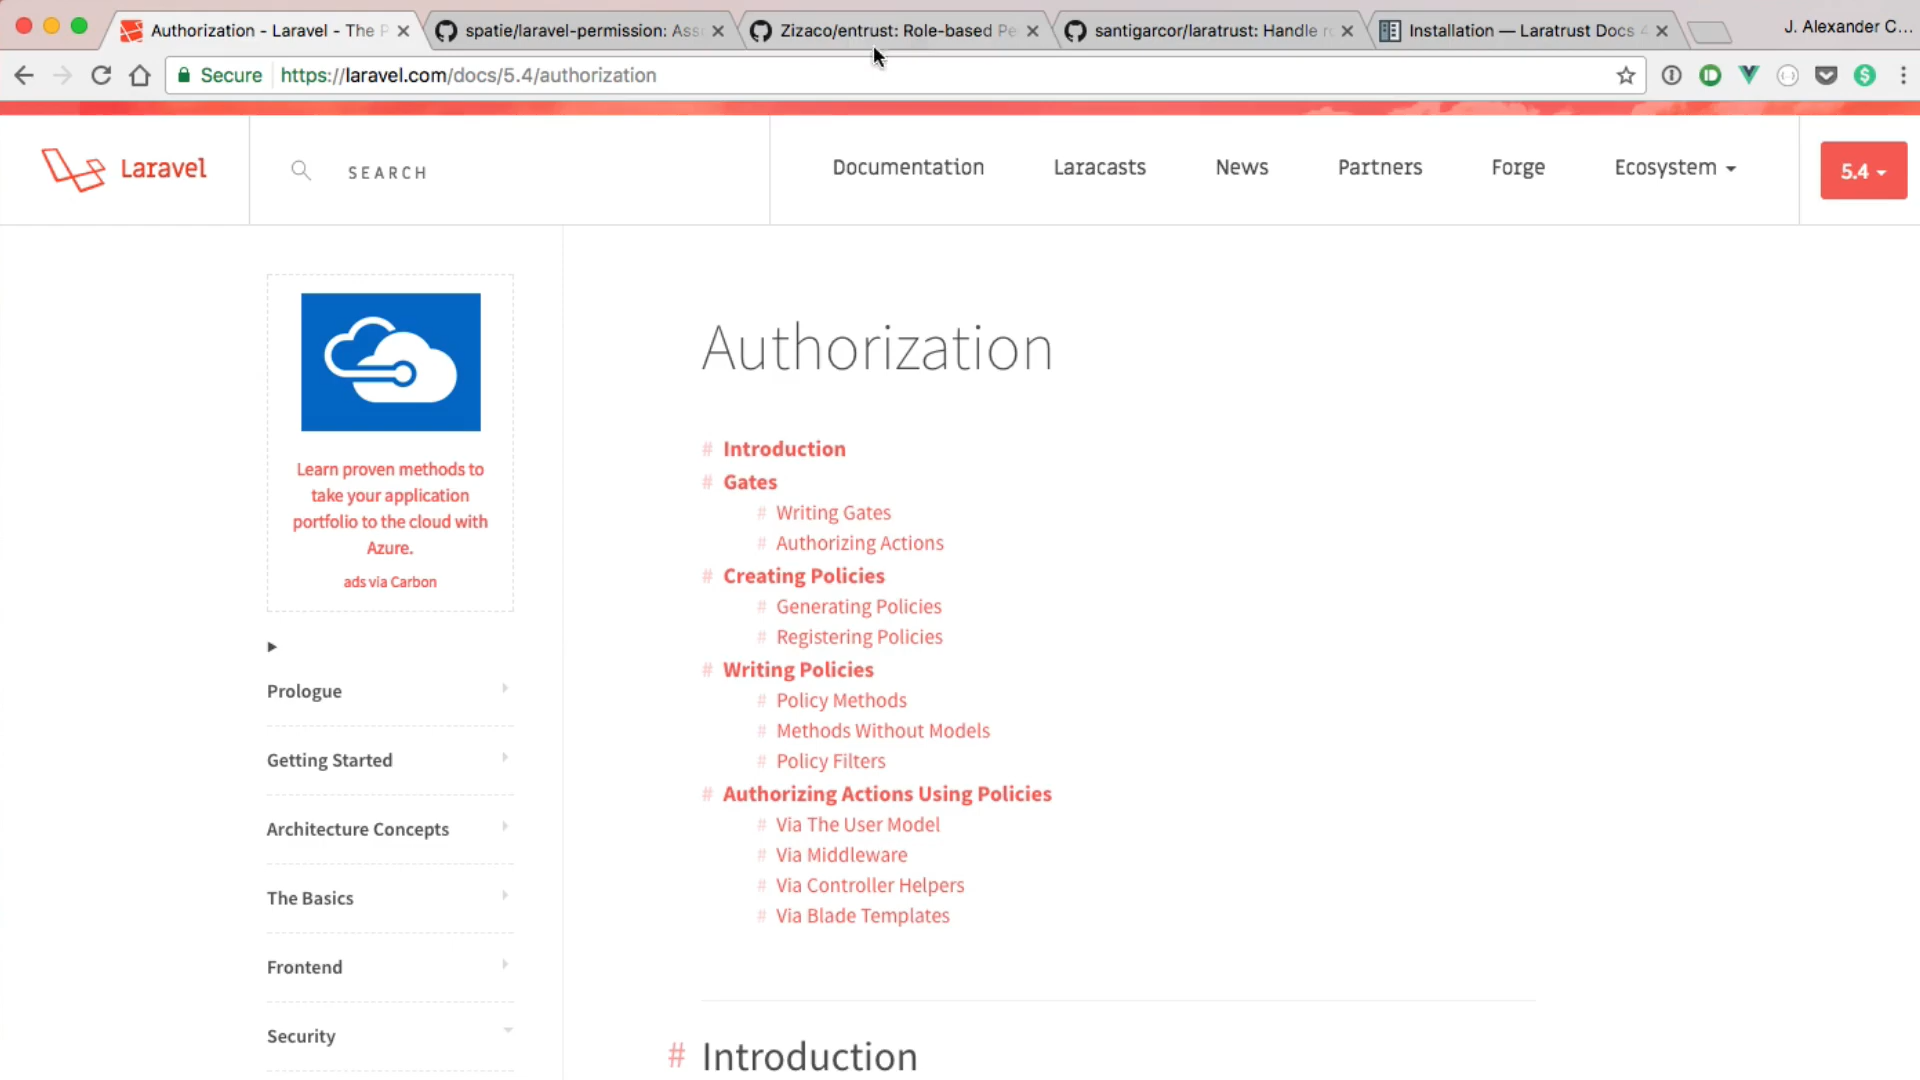 Authorization - Laravel - The P
spatie/laravel-permission: Ass
Zizaco/entrust: Role-based Pe
santigarcor/laratrust: Handle r
Installation — Laratrust Docs 4
J. Alexander C...
Secure https://laravel.com/docs/5.4/authorization
Laravel
SEARCH
Documentation
Laracasts
News
Partners
Forge
Ecosystem
5.4
Learn proven methods to
take your application
portfolio to the cloud with
Azure.
ads via Carbon
Prologue
Getting Started
Architecture Concepts
The Basics
Frontend
Security
Authorization
# Introduction
# Gates
# Writing Gates
# Authorizing Actions
# Creating Policies
# Generating Policies
# Registering Policies
# Writing Policies
# Policy Methods
# Methods Without Models
# Policy Filters
# Authorizing Actions Using Policies
# Via The User Model
# Via Middleware
# Via Controller Helpers
# Via Blade Templates
# Introduction